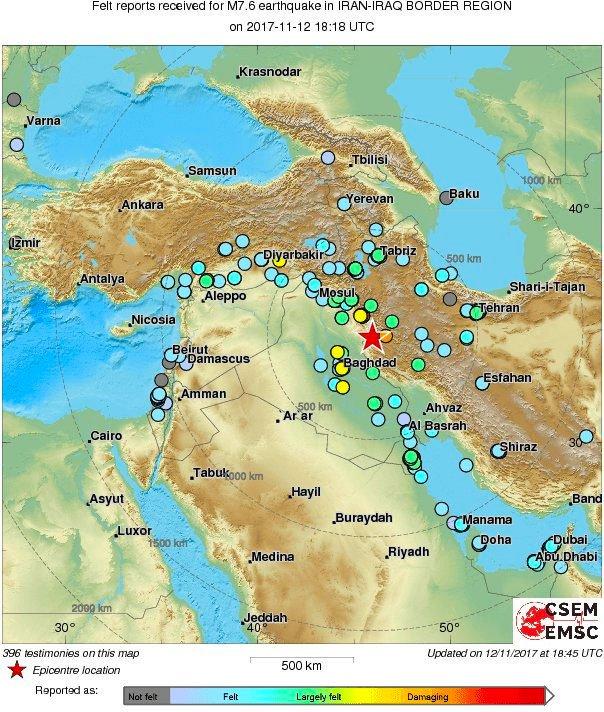 Felt reports received for M7.6 earthquake in IRAN-IRAQ BORDER REGION
on 2017-11-12 18:18 UTC
Krasnodar
Varna
Tbilisi
1000 km
Samsun
Yerevan
Baku
Ankara
40°
Izmir
Diyarbakir
Tabriz
500 km
Antalya
Mosul
Shari-i-Tajan
Aleppo
Tehran
Nicosia
Beirut
Damascus
Baghdad
Esfahan
Amman
500 km
Ar'ar
Ahvaz
Al Basrah
Cairo
Shiraz
30°
Tabuk
1000 km
Hayil
Asyut
Band
Buraydah
Manama
Luxor
1500 km
Doha
Dubai
Medina
Riyadh
Abu Dhabi
2000 km
Jeddah
30°
40°
50°
CSEM
EMSC
396 testimonies on this map
Updated on 12/11/2017 at 18:45 UTC
Epicentre location
500 km
Reported as:
Not felt
Felt
Largely felt
Damaging